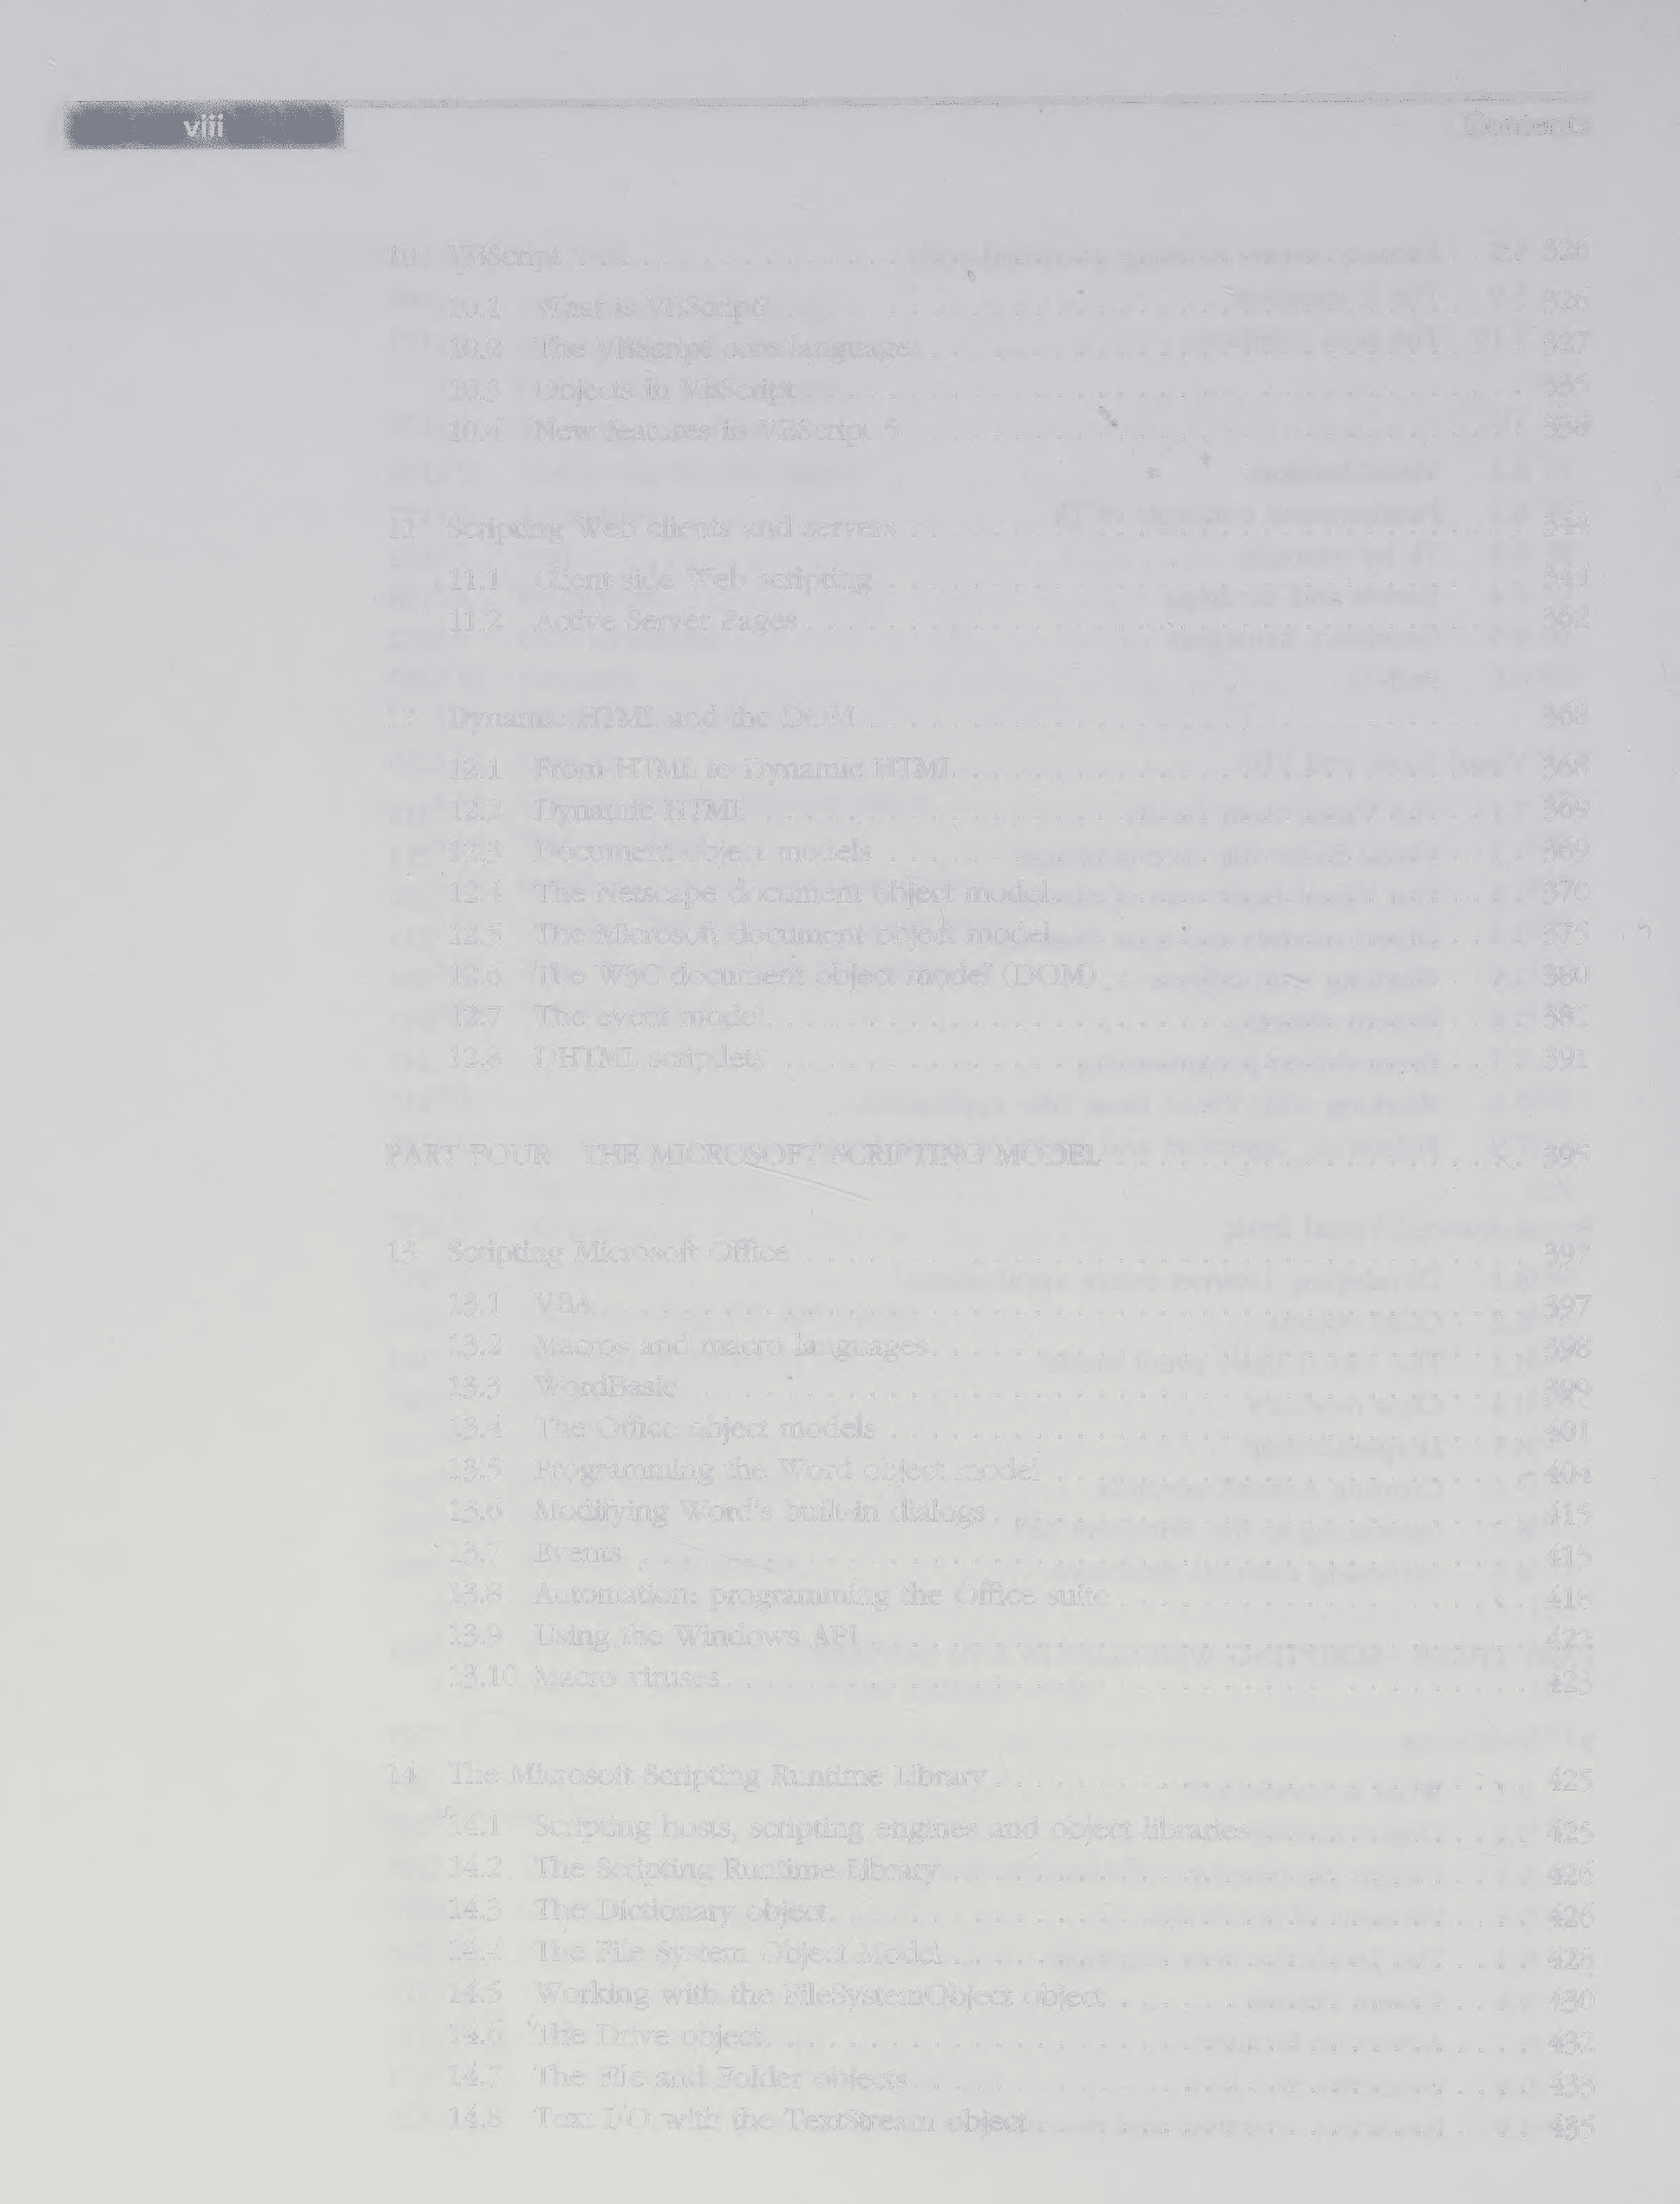 viii
Contents
10 VBScript . . . . . . . . . . 326
10.1 What is VBScript? . . . . . . . . . . 326
10.2 The VBScript core language . . . . . . . . . . 327
10.3 Objects in VBScript . . . . . . . . . . 335
10.4 New features in VBScript 5 . . . . . . . . . . 336
11 Scripting Web clients and servers . . . . . . . . . .
11.1 Client-side Web scripting . . . . . . . . . .
11.2 Active Server Pages . . . . . . . . . . 362
12 Dynamic HTML and the DOM . . . . . . . . . . 368
12.1 From HTML to Dynamic HTML . . . . . . . . . . 368
12.2 Dynamic HTML . . . . . . . . . . 369
12.3 Document object models . . . . . . . . . . 369
12.4 The Netscape document object model . . . . . . . . . . 370
12.5 The Microsoft document object model . . . . . . . . . . 375
12.6 The W3C document object model (DOM) . . . . . . . . . . 380
12.7 The event model . . . . . . . . . . 381
12.8 DHTML scriptlets . . . . . . . . . . 391
PART FOUR THE MICROSOFT SCRIPTING MODEL . . . . . . . . . . 395
13 Scripting Microsoft Office . . . . . . . . . . 397
13.1 VBA . . . . . . . . . . 397
13.2 Macros and macro languages . . . . . . . . . . 398
13.3 WordBasic . . . . . . . . . . 399
13.4 The Office object models . . . . . . . . . . 401
13.5 Programming the Word object model . . . . . . . . . . 404
13.6 Modifying Word's built-in dialogs . . . . . . . . . . 415
13.7 Events . . . . . . . . . . 415
13.8 Automation: programming the Office suite . . . . . . . . . . 418
13.9 Using the Windows API . . . . . . . . . . 422
13.10 Macro viruses . . . . . . . . . . 423
14 The Microsoft Scripting Runtime Library . . . . . . . . . . 425
14.1 Scripting hosts, scripting engines and object libraries . . . . . . . . . . 425
14.2 The Scripting Runtime Library . . . . . . . . . . 426
14.3 The Dictionary object . . . . . . . . . . 426
14.4 The File System Object Model . . . . . . . . . . 428
14.5 Working with the FileSystemObject object . . . . . . . . . . 430
14.6 The Drive object . . . . . . . . . . 432
14.7 The File and Folder objects . . . . . . . . . . 433
14.8 Text I/O with the TextStream object . . . . . . . . . . 435